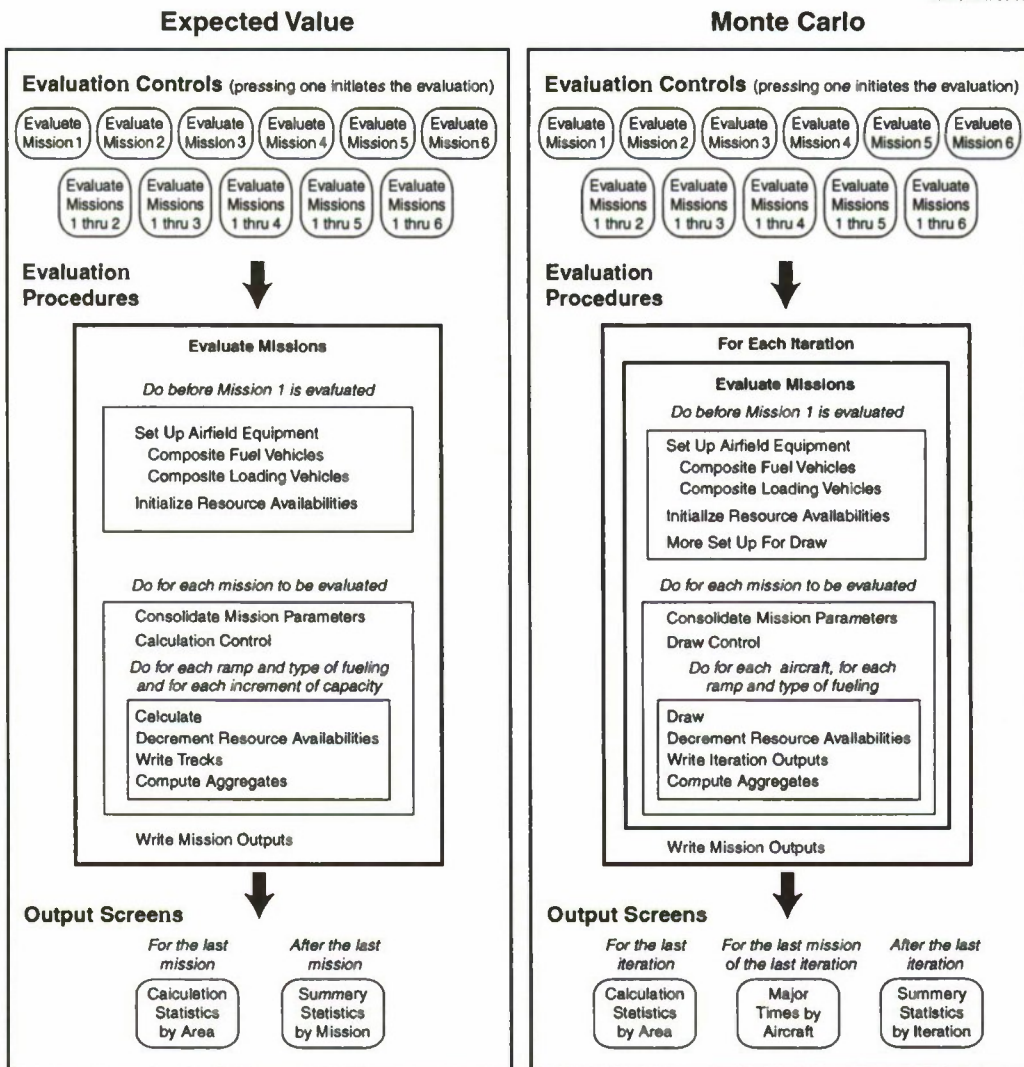 Expected Value
Evaluation Controls (pressing one initiates the evaluation)
Evaluate Mission 1
Evaluate Mission 2
Evaluate Mission 3
Evaluate Mission 4
Evaluate Mission 5
Evaluate Mission 6
Evaluate Missions 1 thru 2
Evaluate Missions 1 thru 3
Evaluate Missions 1 thru 4
Evaluate Missions 1 thru 5
Evaluate Missions 1 thru 6
Evaluation
Procedures
Evaluate Missions
Do before Mission 1 is evaluated
Set Up Airfield Equipment
Composite Fuel Vehicles
Composite Loading Vehicles
Initialize Resource Availabilities
Do for each mission to be evaluated
Consolidate Mission Parameters
Calculation Control
Do for each ramp and type of fueling
and for each increment of capacity
Calculate
Decrement Resource Availabilities
Write Tracks
Compute Aggregates
Write Mission Outputs
Output Screens
For the last
mission
Calculation
Statistics
by Area
After the last
mission
Summary
Statistics
by Mission
Monte Carlo
Evaluation Controls (pressing one initiates the evaluation)
Evaluate Mission 1
Evaluate Mission 2
Evaluate Mission 3
Evaluate Mission 4
Evaluate Mission 5
Evaluate Mission 6
Evaluate Missions 1 thru 2
Evaluate Missions 1 thru 3
Evaluate Missions 1 thru 4
Evaluate Missions 1 thru 5
Evaluate Missions 1 thru 6
Evaluation
Procedures
For Each Iteration
Evaluate Missions
Do before Mission 1 is evaluated
Set Up Airfield Equipment
Composite Fuel Vehicles
Composite Loading Vehicles
Initialize Resource Availabilities
More Set Up For Draw
Do for each mission to be evaluated
Consolidate Mission Parameters
Draw Control
Do for each aircraft, for each
ramp and type of fueling
Draw
Decrement Resource Availabilities
Write Iteration Outputs
Compute Aggregates
Write Mission Outputs
Output Screens
For the last
iteration
Calculation
Statistics
by Area
For the last mission
of the last iteration
Major
Times by
Aircraft
After the last
iteration
Summary
Statistics
by Iteration